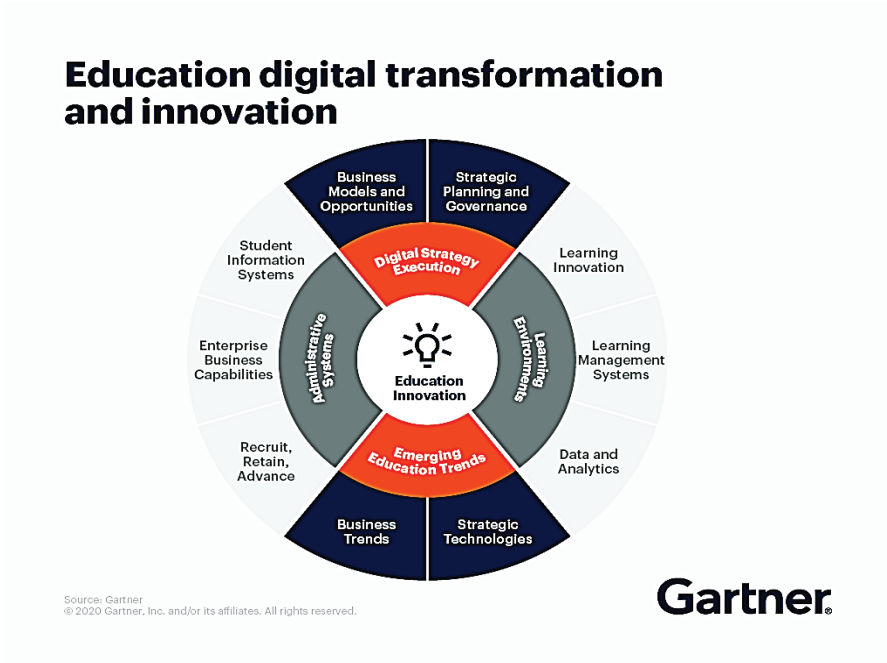 Education digital transformation
and innovation
Business
Models and
Opportunities
Strategic
Planning and
Governance
Digital Strategy
Execution
Student
Information
Systems
Learning
Innovation
Administrative
Systems
Learning
Environments
Enterprise
Business
Capabilities
Learning
Management
Systems
Education
Innovation
Recruit,
Retain,
Advance
Data and
Analytics
Emerging
Education Trends
Business
Trends
Strategic
Technologies
Source: Gartner
© 2020 Gartner, Inc. and/or its affiliates. All rights reserved.
Gartner®